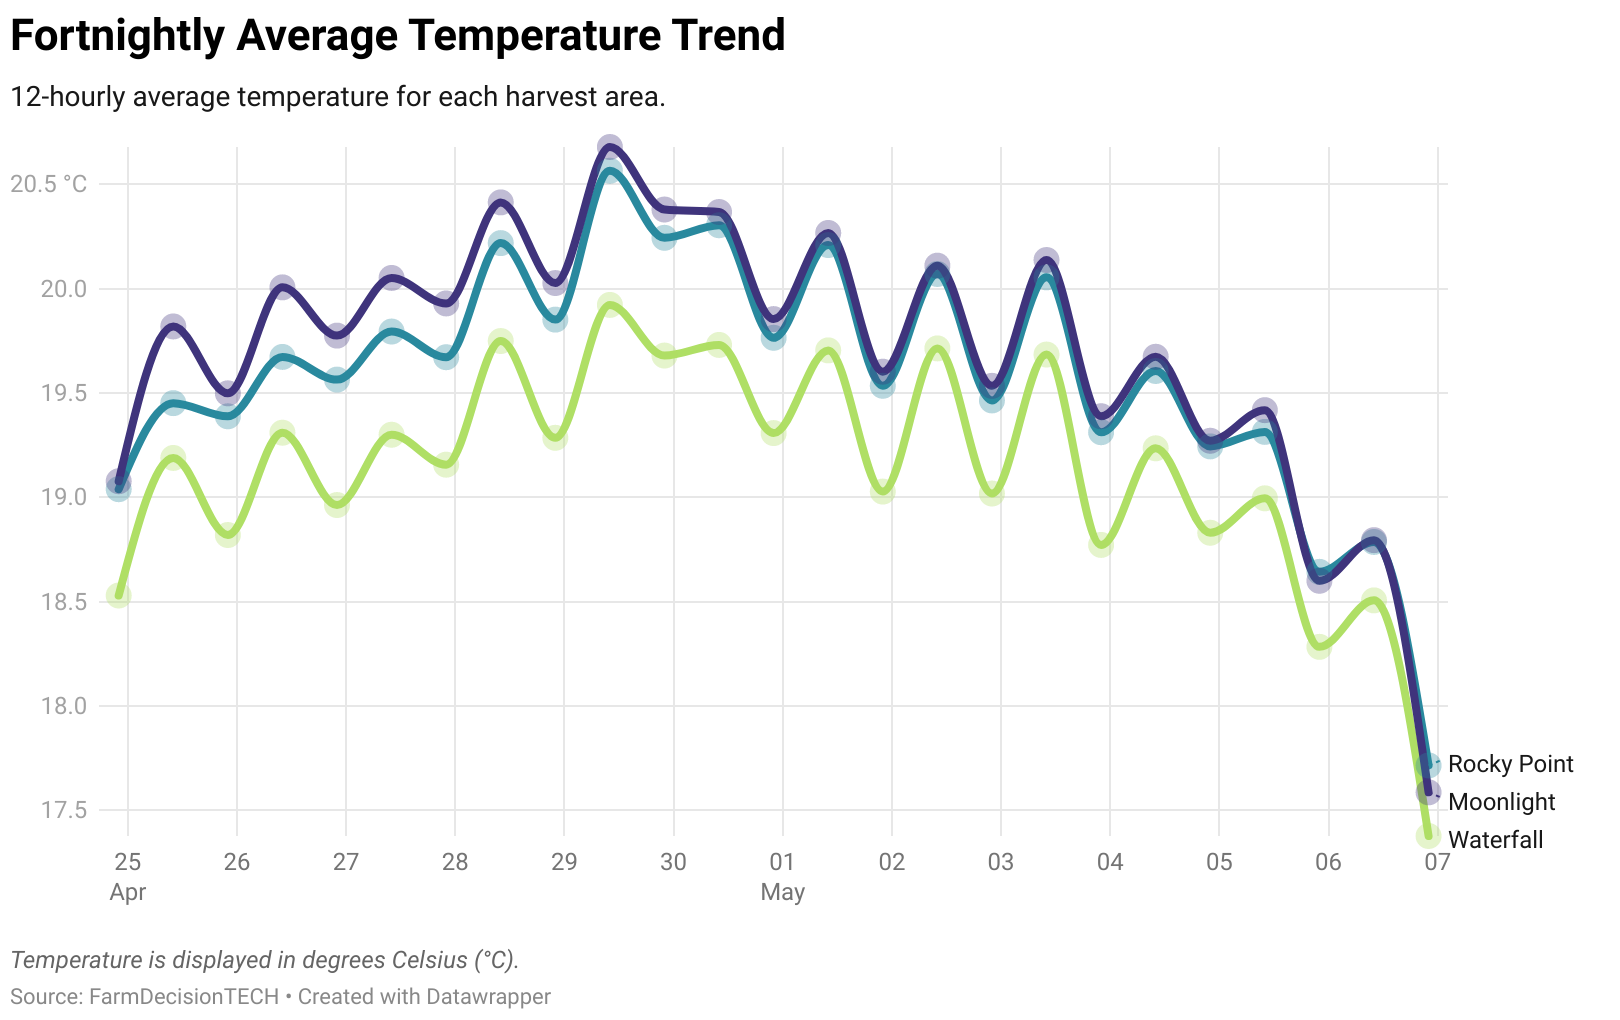 Fortnightly Average Temperature Trend
12-hourly average temperature for each harvest area.
20.5 °C
20.0
19.5
19.0
18.5
18.0
17.5
Rocky Point
Moonlight
Waterfall
25 26 27 28 29 30 01 02 03 04 05 06 07
Apr May
Temperature is displayed in degrees Celsius (°C).
Source: FarmDecisionTECH • Created with Datawrapper